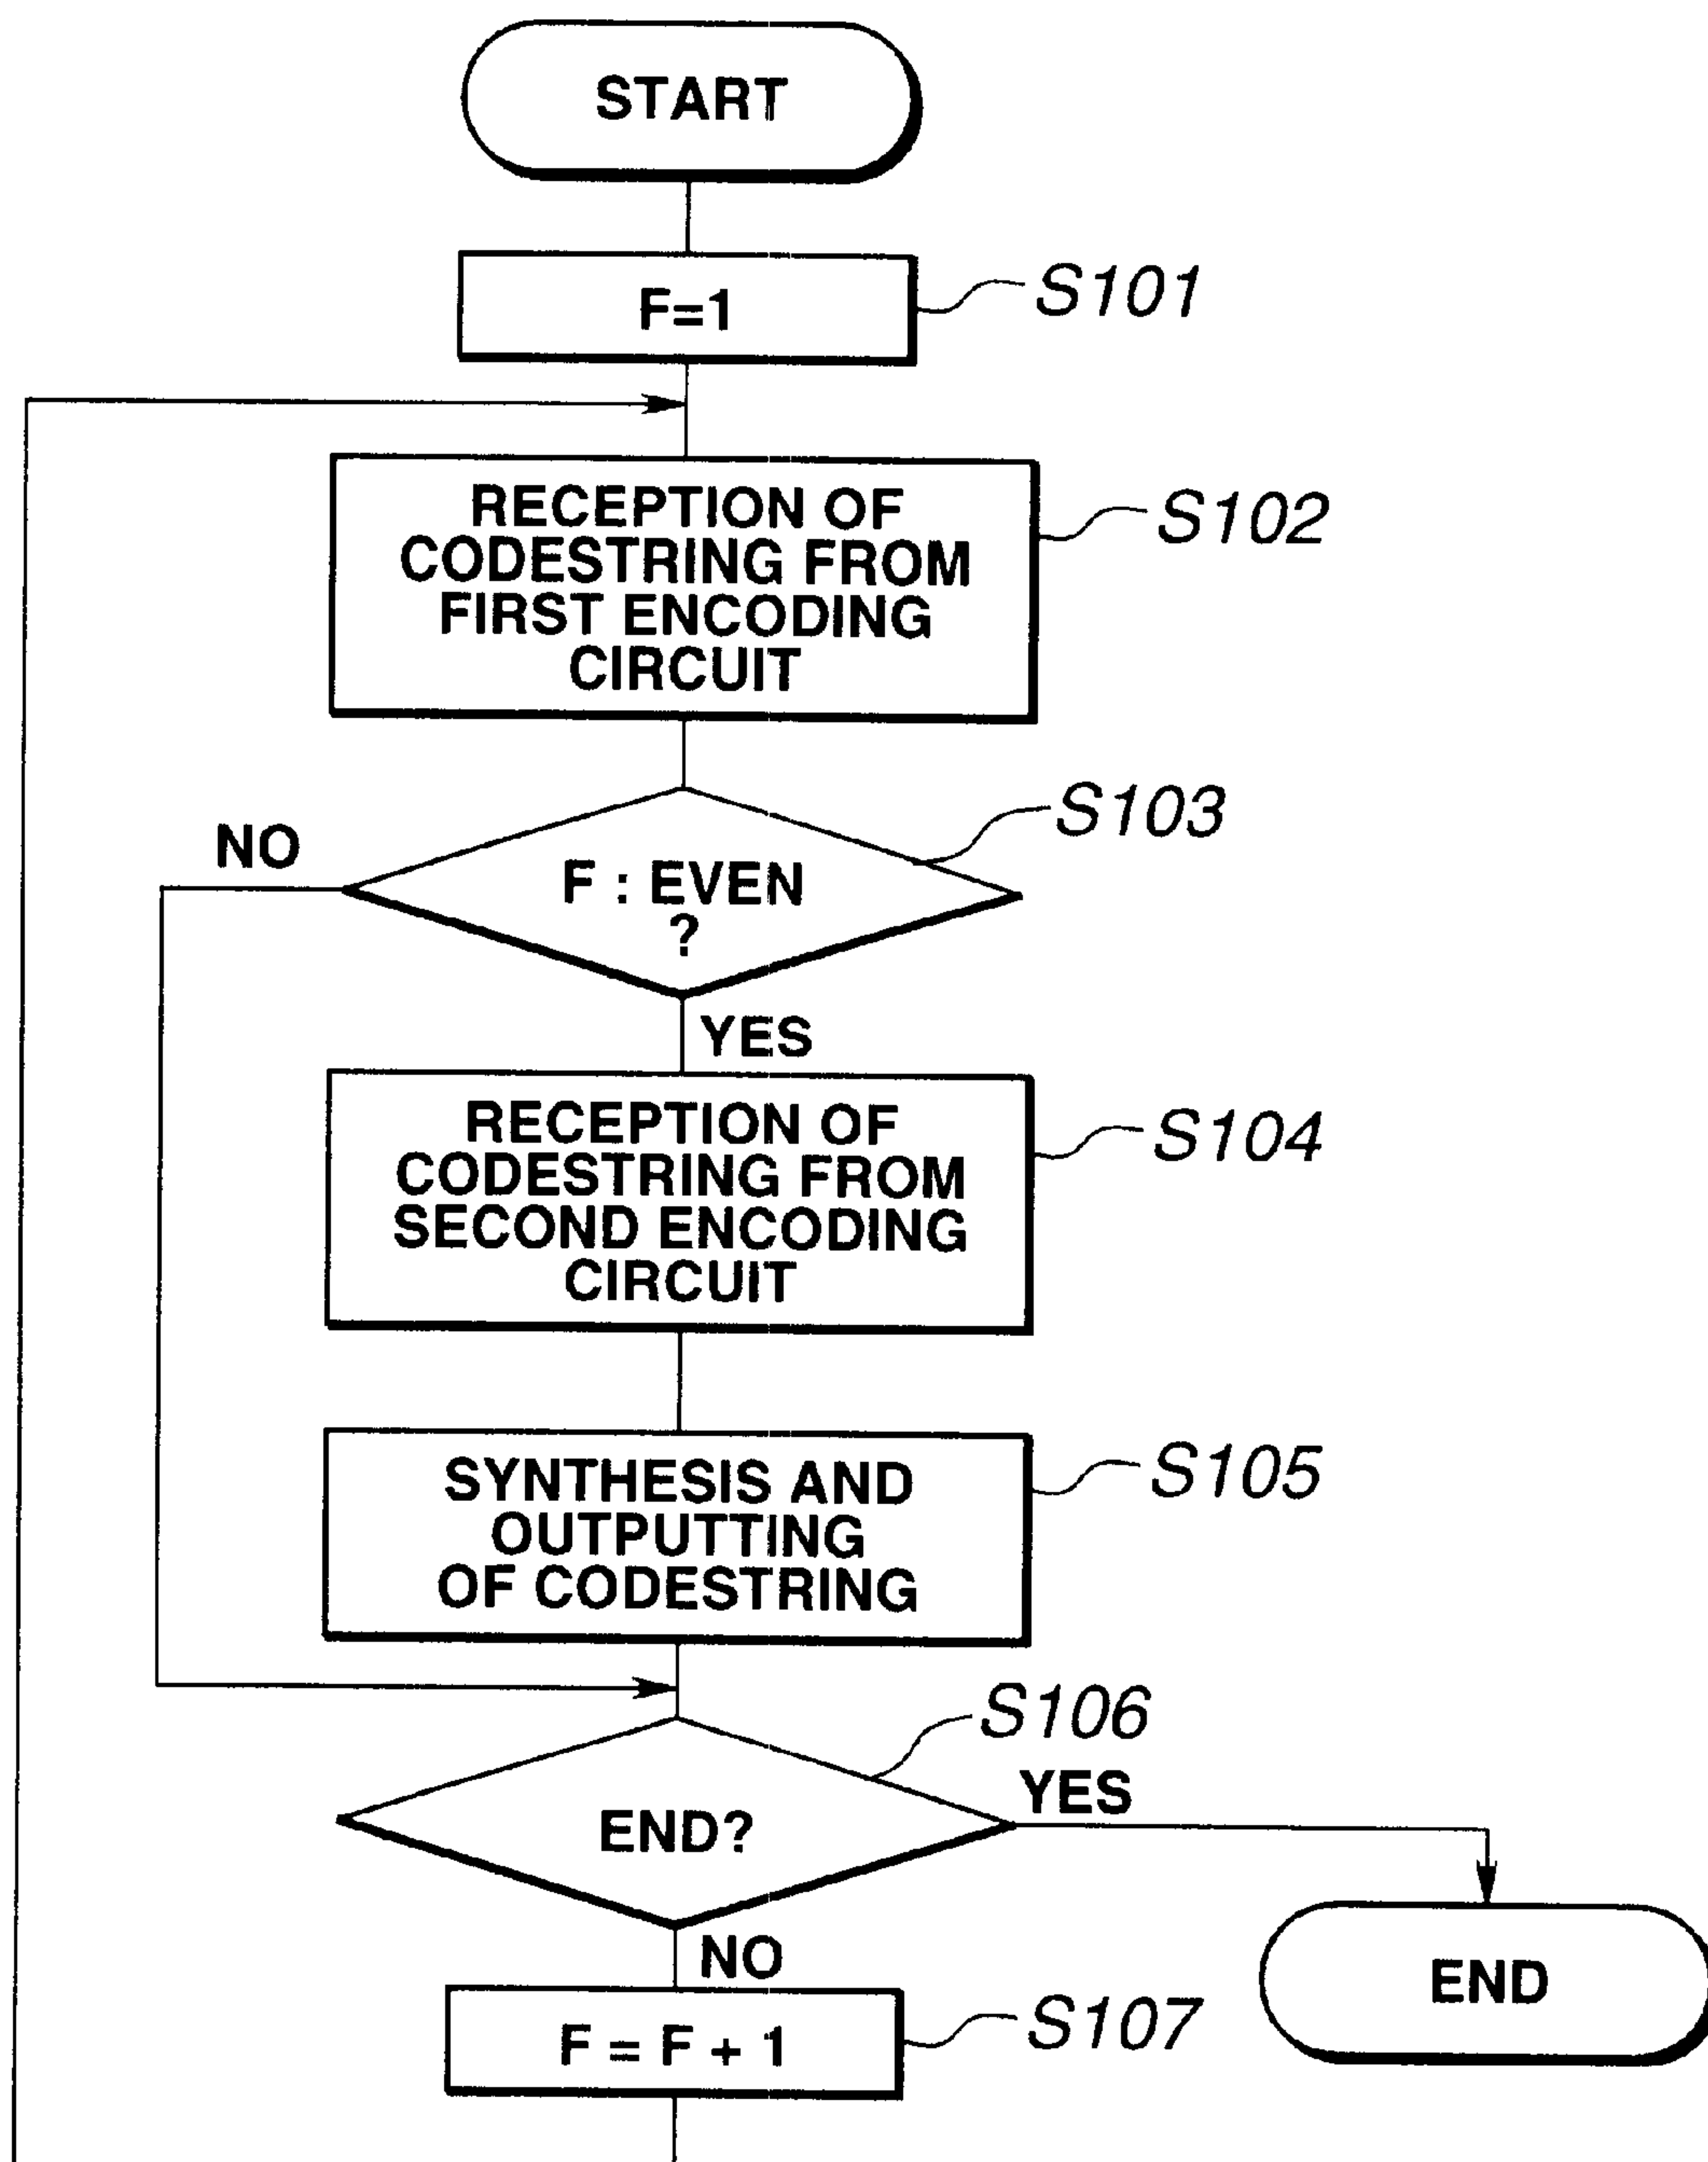 START
F=1
S101
RECEPTION OF
CODESTRING FROM
FIRST ENCODING
CIRCUIT
S102
S103
NO
F : EVEN
?
YES
RECEPTION OF
CODESTRING FROM
SECOND ENCODING
CIRCUIT
S104
SYNTHESIS AND
OUTPUTTING
OF CODESTRING
S105
S106
YES
END?
NO
END
F = F + 1
S107